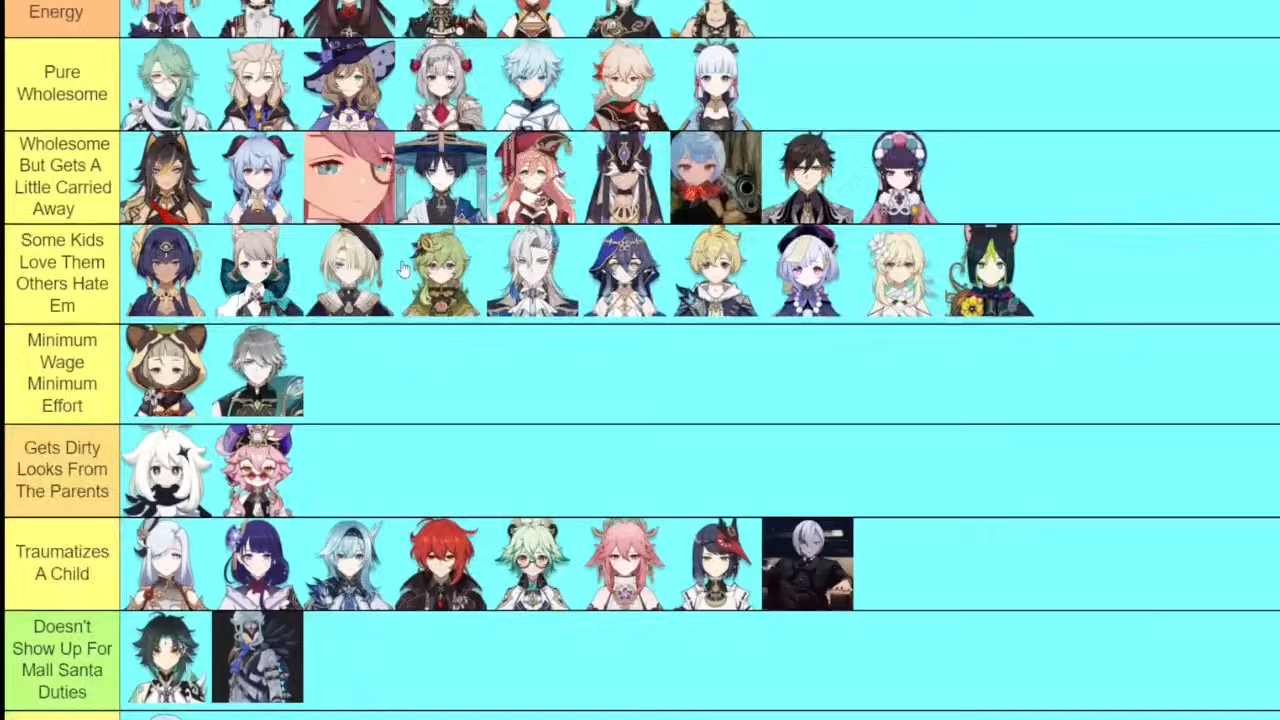 Energy
Pure
Wholesome
Wholesome
But Gets A
Little Carried
Away
Some Kids
Love Them
Others Hate
Em
Minimum
Wage
Minimum
Effort
Gets Dirty
Looks From
The Parents
Traumatizes
A Child
Doesn't
Show Up For
Mall Santa
Duties